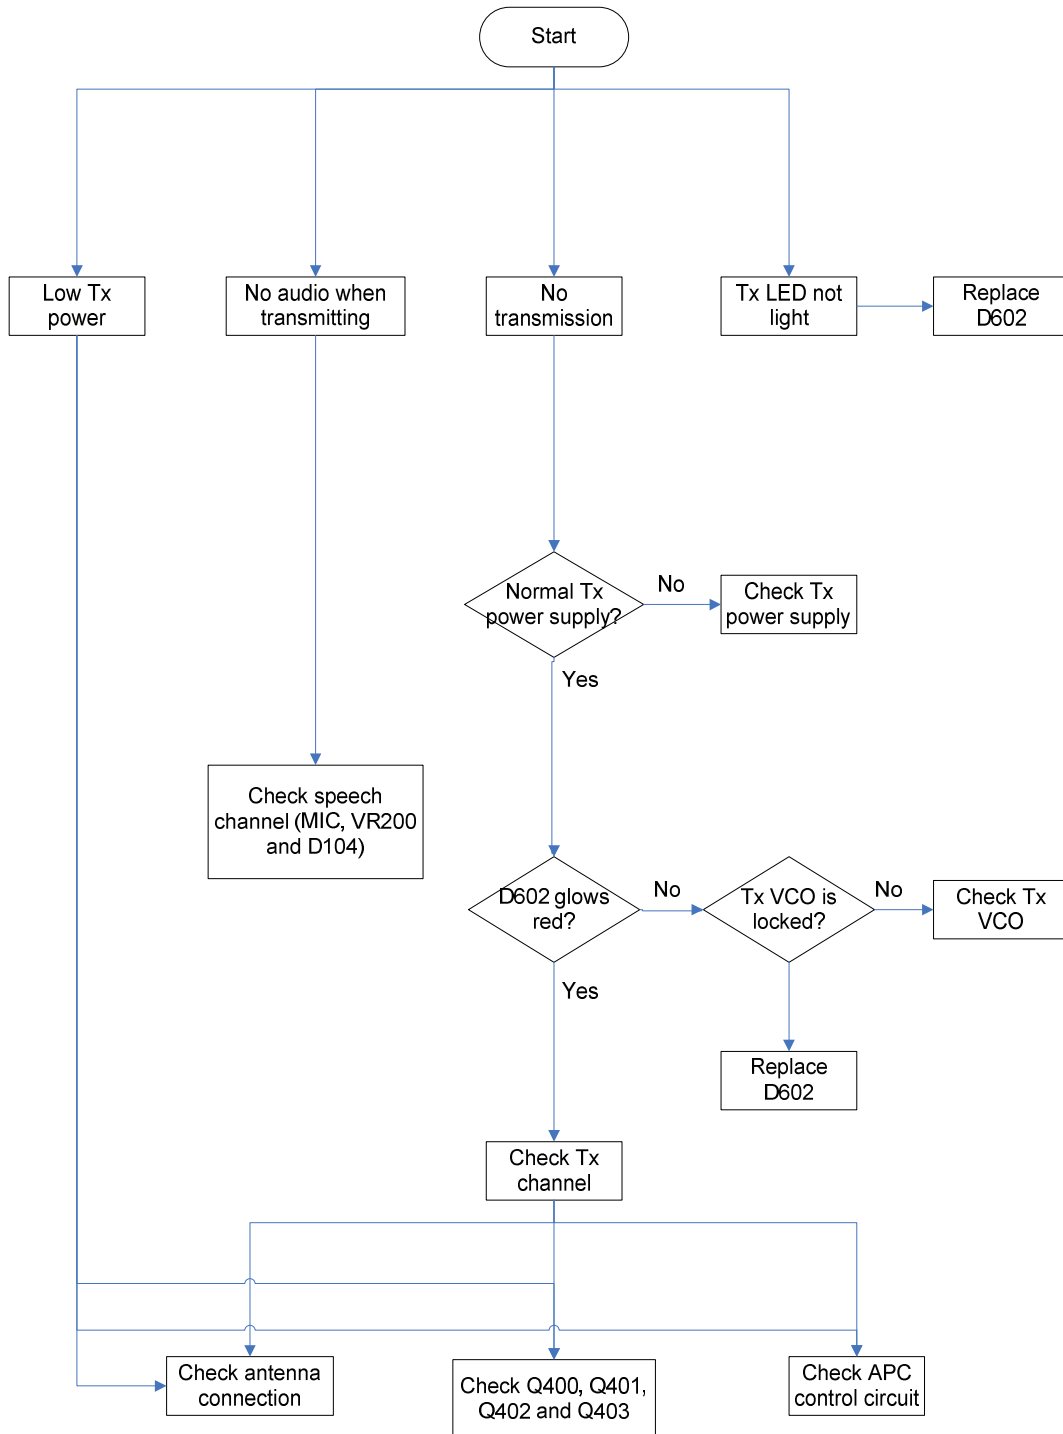 Start
Low Tx
power
No audio when
transmitting
No
transmission
Tx LED not
light
Replace
D602
Normal Tx
power supply?
No
Check Tx
power supply
Yes
Check speech
channel (MIC, VR200
and D104)
D602 glows
red?
No
Tx VCO is
locked?
No
Check Tx
VCO
Yes
Replace
D602
Check Tx
channel
Check antenna
connection
Check Q400, Q401,
Q402 and Q403
Check APC
control circuit